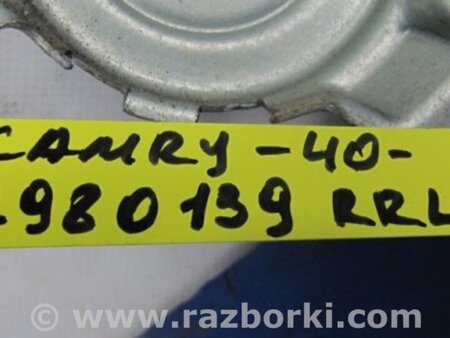 CAMRY -40-
980139 RRL
© www.razborki.com